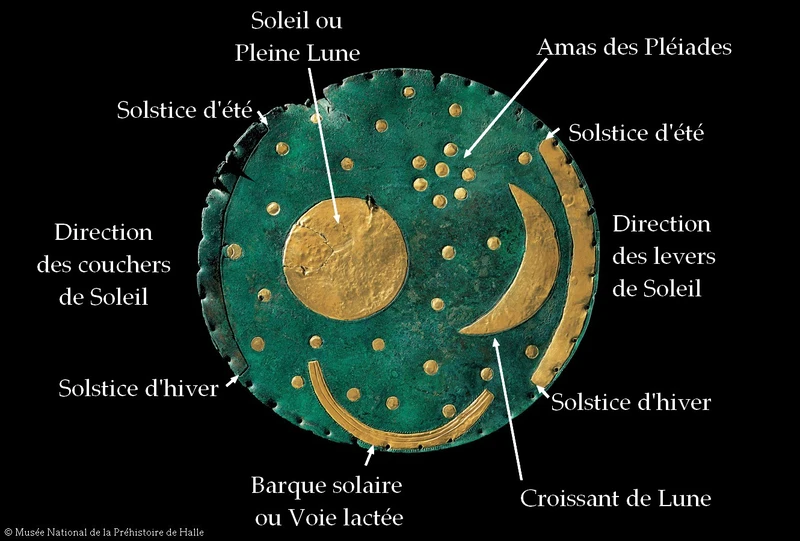 Soleil ou
Pleine Lune
Amas des Pléiades
Solstice d'été
Solstice d'été
Direction
des couchers
de Soleil
Direction
des levers
de Soleil
Solstice d'hiver
Solstice d'hiver
Barque solaire
ou Voie lactée
Croissant de Lune
© Musée National de la Préhistoire de Halle